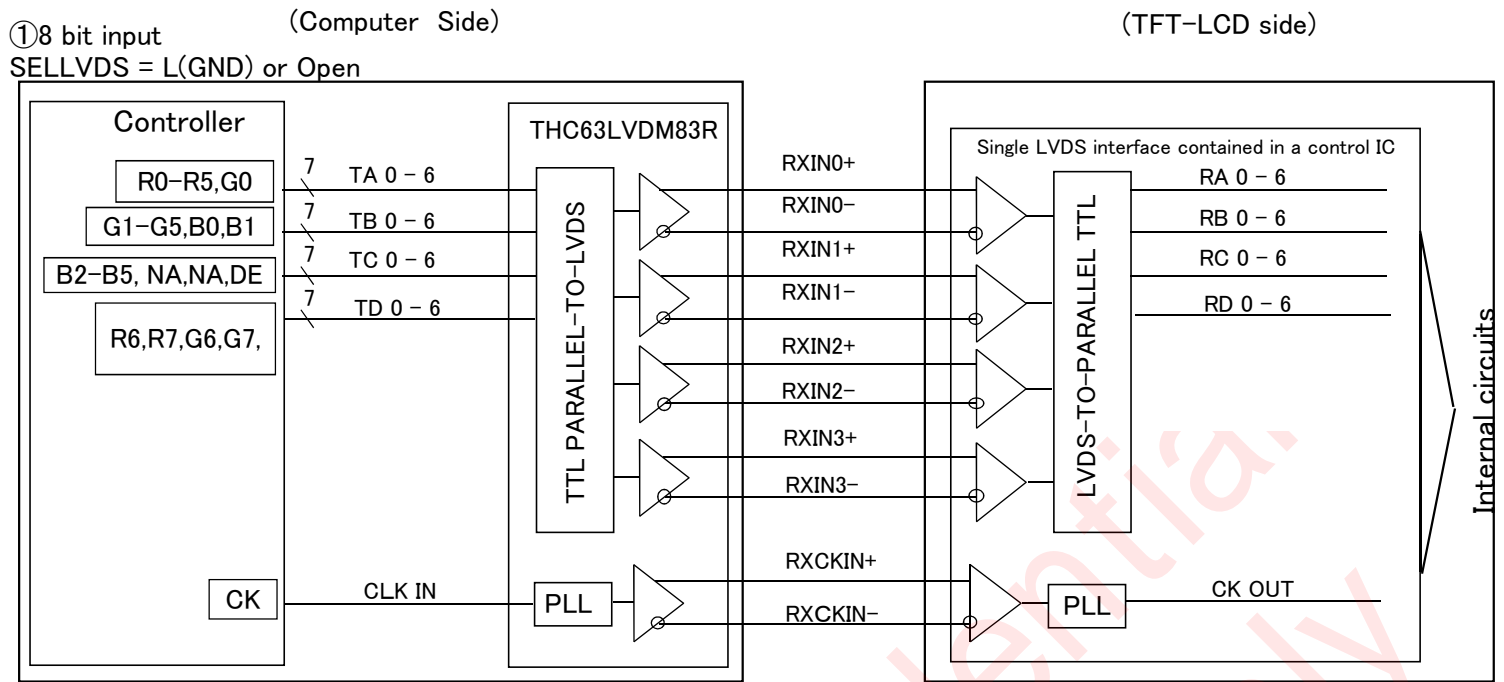 (Computer Side)
(TFT-LCD side)
①8 bit input
SELLVDS = L(GND) or Open
Controller
THC63LVDM83R
Single LVDS interface contained in a control IC
R0-R5,G0
7
TA 0 - 6
RXIN0+
RA 0 - 6
G1-G5,B0,B1
7
TB 0 - 6
RXIN0-
RB 0 - 6
B2-B5, NA,NA,DE
7
TC 0 - 6
RXIN1+
RC 0 - 6
R6,R7,G6,G7,
7
TD 0 - 6
RXIN1-
RD 0 - 6
TTL PARALLEL-TO-LVDS
RXIN2+
RXIN2-
RXIN3+
RXIN3-
LVDS-TO-PARALLEL TTL
Internal circuits
CK
CLK IN
PLL
RXCKIN+
RXCKIN-
PLL
CK OUT